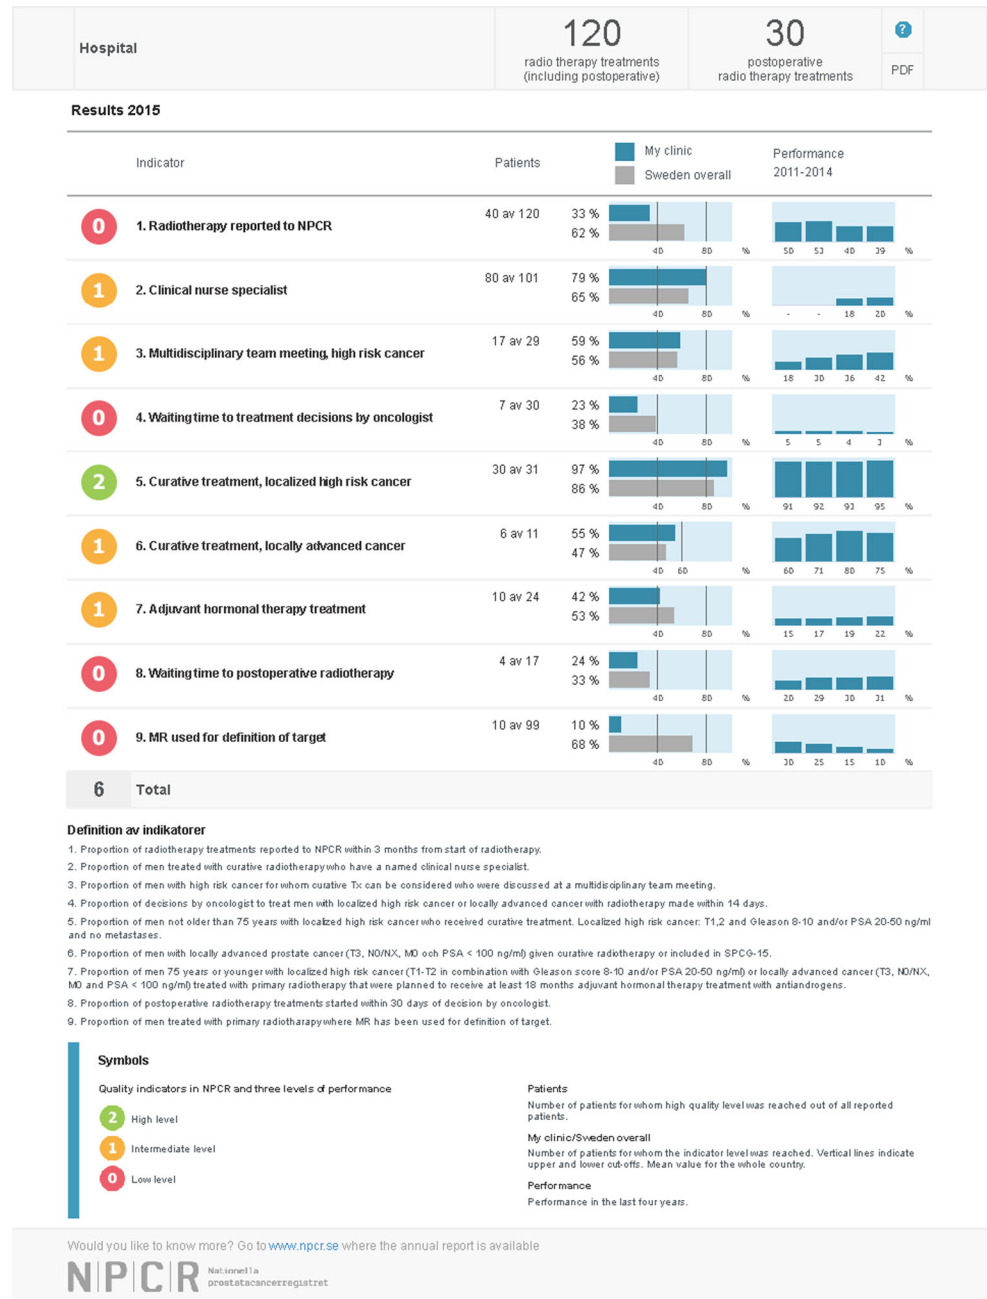 Hospital
120
radio therapy treatments
(including postoperative)
30
postoperative
radio therapy treatments
?
PDF
Results 2015
Indicator
Patients
My clinic
Sweden overall
Performance
2011-2014
0
1. Radiotherapy reported to NPCR
40 av 120
33 %
62 %
40 80 %
50 53 40 39 %
1
2. Clinical nurse specialist
80 av 101
79 %
65 %
40 80 %
- - 18 20 %
1
3. Multidisciplinary team meeting, high risk cancer
17 av 29
59 %
56 %
40 80 %
18 30 36 42 %
0
4. Waiting time to treatment decisions by oncologist
7 av 30
23 %
38 %
40 80 %
5 5 4 3 %
2
5. Curative treatment, localized high risk cancer
30 av 31
97 %
86 %
40 80 %
91 92 93 95 %
1
6. Curative treatment, locally advanced cancer
6 av 11
55 %
47 %
40 60 %
60 71 80 75 %
1
7. Adjuvant hormonal therapy treatment
10 av 24
42 %
53 %
40 80 %
15 17 19 22 %
0
8. Waiting time to postoperative radiotherapy
4 av 17
24 %
33 %
40 80 %
20 29 30 31 %
0
9. MR used for definition of target
10 av 99
10 %
68 %
40 80 %
30 25 15 10 %
6 Total
Definition av indikatorer
1. Proportion of radiotherapy treatments reported to NPCR within 3 months from start of radiotherapy.
2. Proportion of men treated with curative radiotherapy who have a named clinical nurse specialist.
3. Proportion of men with high risk cancer for whom curative Tx can be considered who were discussed at a multidisciplinary team meeting.
4. Proportion of decisions by oncologist to treat men with localized high risk cancer or locally advanced cancer with radiotherapy made within 14 days.
5. Proportion of men not older than 75 years with localized high risk cancer who received curative treatment. Localized high risk cancer: T1,2 and Gleason 8-10 and/or PSA 20-50 ng/ml
and no metastases.
6. Proportion of men with locally advanced prostate cancer (T3, N0/NX, M0 och PSA < 100 ng/ml) given curative radiotherapy or included in SPCG-15.
7. Proportion of men 75 years or younger with localized high risk cancer (T1-T2 in combination with Gleason score 8-10 and/or PSA 20-50 ng/ml) or locally advanced cancer (T3, N0/NX,
M0 and PSA < 100 ng/ml) treated with primary radiotherapy that were planned to receive at least 18 months adjuvant hormonal therapy treatment with antiandrogens.
8. Proportion of postoperative radiotherapy treatments started within 30 days of decision by oncologist.
9. Proportion of men treated with primary radiotharapy where MR has been used for definition of target.
Symbols
Quality indicators in NPCR and three levels of performance
2 High level
1 Intermediate level
0 Low level
Patients
Number of patients for whom high quality level was reached out of all reported
patients.
My clinic/Sweden overall
Number of patients for whom the indicator level was reached. Vertical lines indicate
upper and lower cut-offs. Mean value for the whole country.
Performance
Performance in the last four years.
Would you like to know more? Go to www.npcr.se where the annual report is available
NPCR
Nationella
prostatacancerregistret